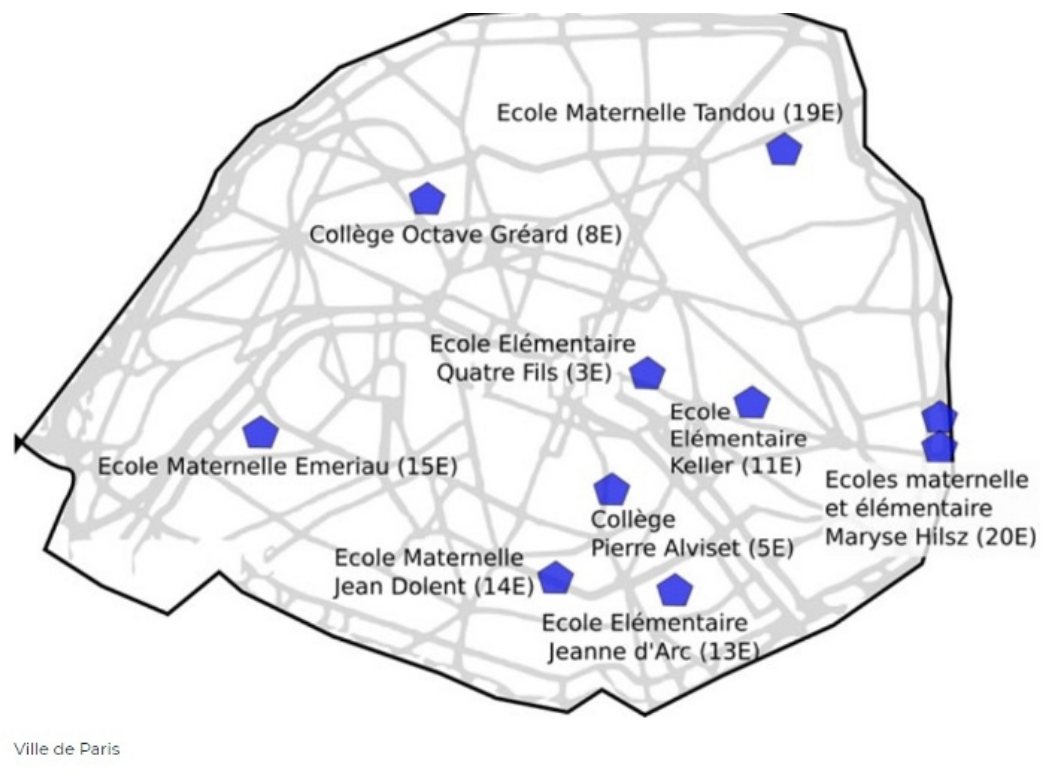 Ecole Maternelle Tandou (19E)
Collège Octave Gréard (8E)
Ecole Elémentaire
Quatre Fils (3E)
Ecole
Elémentaire
Keller (11E)
Ecole Maternelle Emeriau (15E)
Ecoles maternelle
et élémentaire
Maryse Hilsz (20E)
Collège
Pierre Alviset (5E)
Ecole Maternelle
Jean Dolent (14E)
Ecole Elémentaire
Jeanne d'Arc (13E)
Ville de Paris